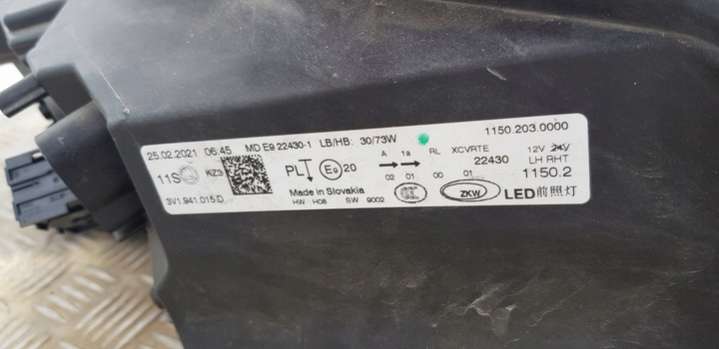 25.02.2021 06:45 MD E9 22430-1 LB/HB: 30/73W 1150.203.0000
11S KZ3 PL E9 20 A 1a RL XCVRTE 12V 24V
22430 LH RHT
02 01 00 01 1150.2
Made in Slovakia
3V1.941.015.D HW H08 SW 9002 ZKW LED前照灯